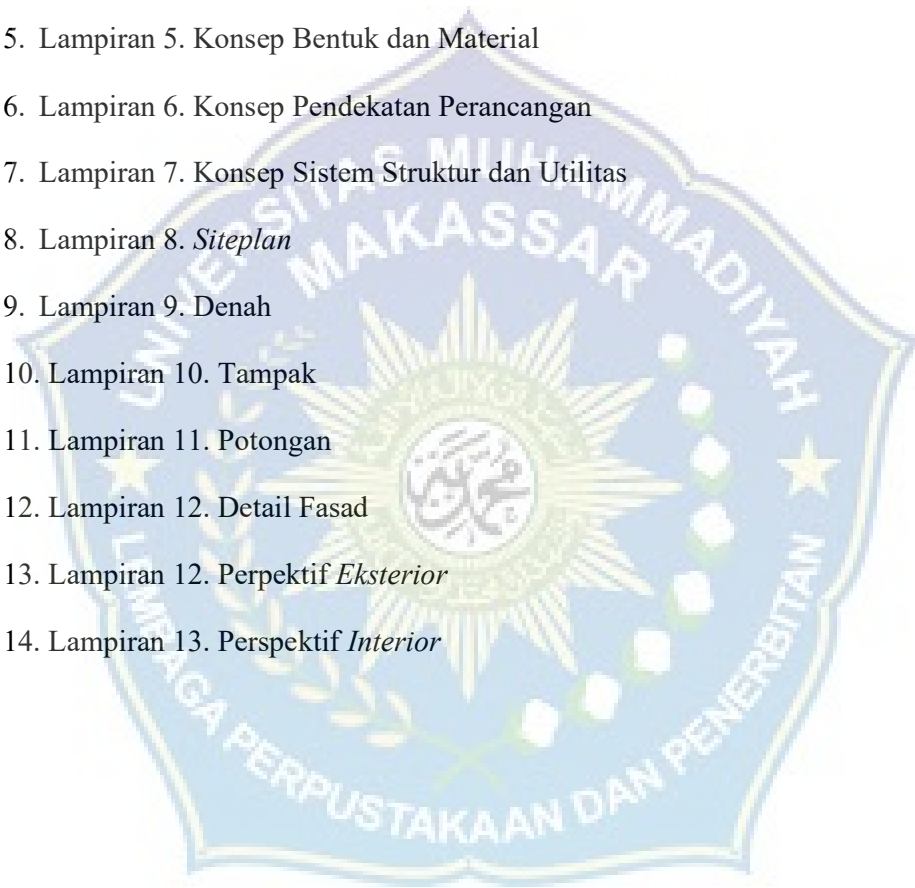 5. Lampiran 5. Konsep Bentuk dan Material
6. Lampiran 6. Konsep Pendekatan Perancangan
7. Lampiran 7. Konsep Sistem Struktur dan Utilitas
8. Lampiran 8. Siteplan
9. Lampiran 9. Denah
10. Lampiran 10. Tampak
11. Lampiran 11. Potongan
12. Lampiran 12. Detail Fasad
13. Lampiran 12. Perpektif Eksterior
14. Lampiran 13. Perspektif Interior
UNIVERSITAS MUHAMMADIYAH
MAKASSAR
LEMBAGA PERPUSTAKAAN DAN PENERBITAN